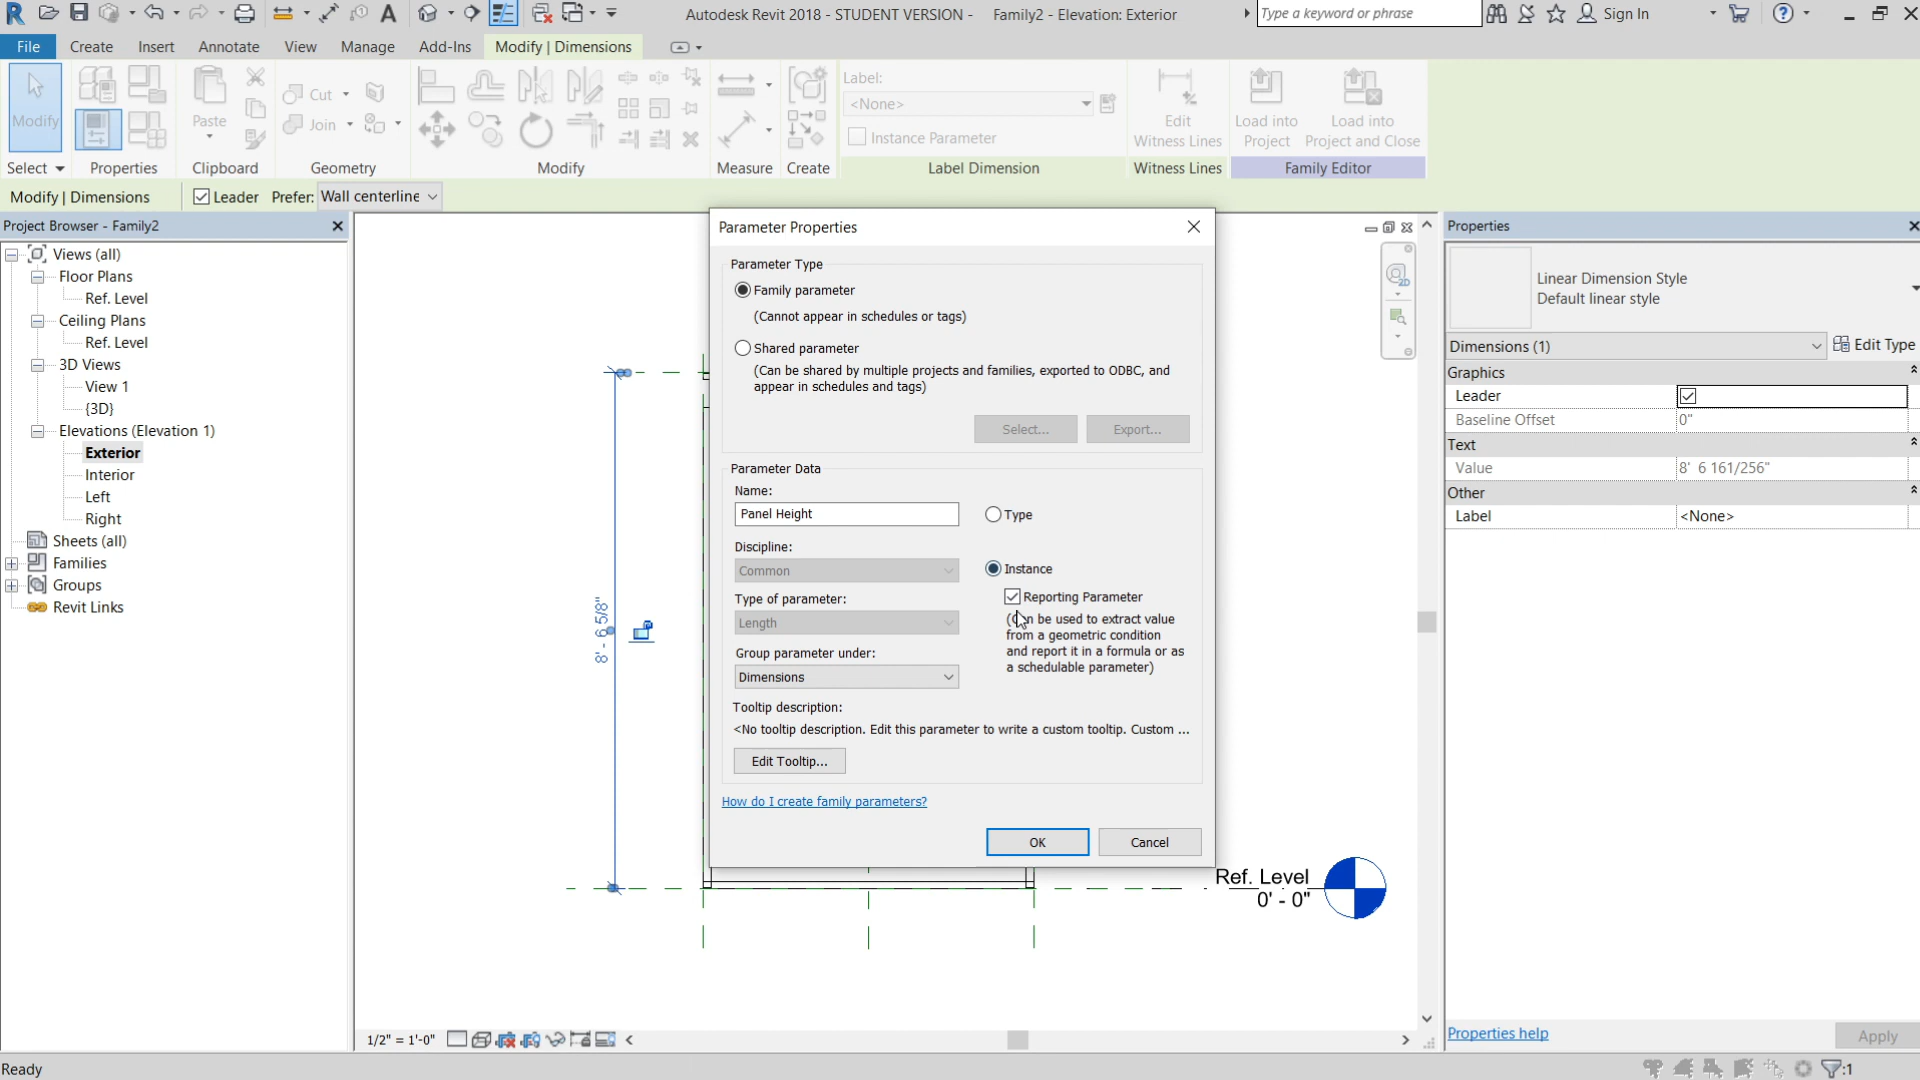 Autodesk Revit 2018 - STUDENT VERSION - Family2 - Elevation: Exterior
Type a keyword or phrase
Sign In
File Create Insert Annotate View Manage Add-Ins Modify | Dimensions
Modify
Paste
Cut
Join
Label:
<None>
Instance Parameter
Edit
Witness Lines
Load into
Project
Load into
Project and Close
Select Properties Clipboard Geometry Modify Measure Create Label Dimension Witness Lines Family Editor
Modify | Dimensions Leader Prefer: Wall centerline
Project Browser - Family2
Views (all)
Floor Plans
Ref. Level
Ceiling Plans
Ref. Level
3D Views
View 1
{3D}
Elevations (Elevation 1)
Exterior
Interior
Left
Right
Sheets (all)
Families
Groups
Revit Links
8' - 6 5/8"
Parameter Properties
Parameter Type
Family parameter
(Cannot appear in schedules or tags)
Shared parameter
(Can be shared by multiple projects and families, exported to ODBC, and
appear in schedules and tags)
Select... Export...
Parameter Data
Name:
Panel Height
Type
Discipline:
Common
Instance
Type of parameter:
Reporting Parameter
Length
(Can be used to extract value
from a geometric condition
and report it in a formula or as
a schedulable parameter)
Group parameter under:
Dimensions
Tooltip description:
<No tooltip description. Edit this parameter to write a custom tooltip. Custom ...
Edit Tooltip...
How do I create family parameters?
OK Cancel
Ref. Level
0' - 0"
2D
Properties
Linear Dimension Style
Default linear style
Dimensions (1)
Edit Type
Graphics
Leader
Baseline Offset 0"
Text
Value 8' 6 161/256"
Other
Label <None>
Properties help
Apply
1/2" = 1'-0"
Ready
:1